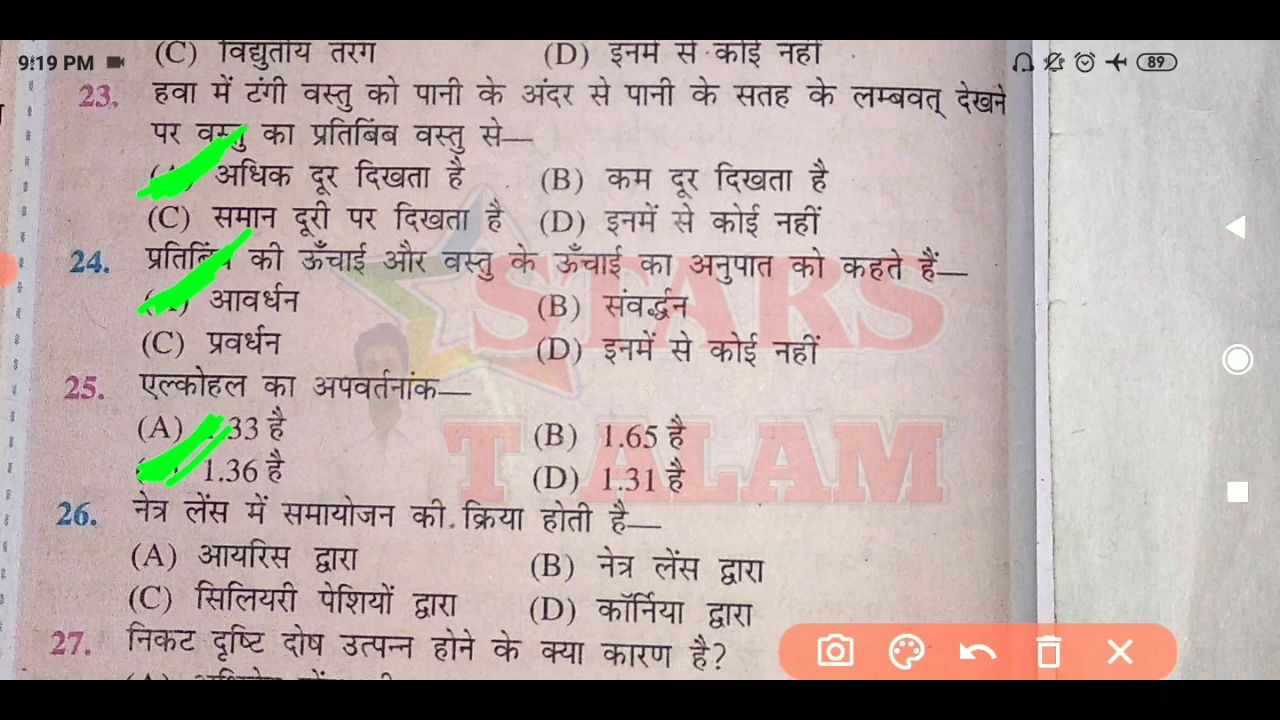 (C) विद्युतीय तरंग (D) इनमें से कोई नहीं
9:19 PM 89
23. हवा में टंगी वस्तु को पानी के अंदर से पानी के सतह के लम्बवत् देखने
पर वस्तु का प्रतिबिंब वस्तु से—
अधिक दूर दिखता है (B) कम दूर दिखता है
(C) समान दूरी पर दिखता है (D) इनमें से कोई नहीं
24. प्रतिबिंब की ऊँचाई और वस्तु के ऊँचाई का अनुपात को कहते हैं—
आवर्धन (B) संवर्द्धन
(C) प्रवर्धन (D) इनमें से कोई नहीं
25. एल्कोहल का अपवर्तनांक—
(A) 1.33 है (B) 1.65 है
1.36 है (D) 1.31 है
26. नेत्र लेंस में समायोजन की क्रिया होती है—
(A) आयरिस द्वारा (B) नेत्र लेंस द्वारा
(C) सिलियरी पेशियों द्वारा (D) कॉर्निया द्वारा
27. निकट दृष्टि दोष उत्पन्न होने के क्या कारण है?
STARS
T ALAM